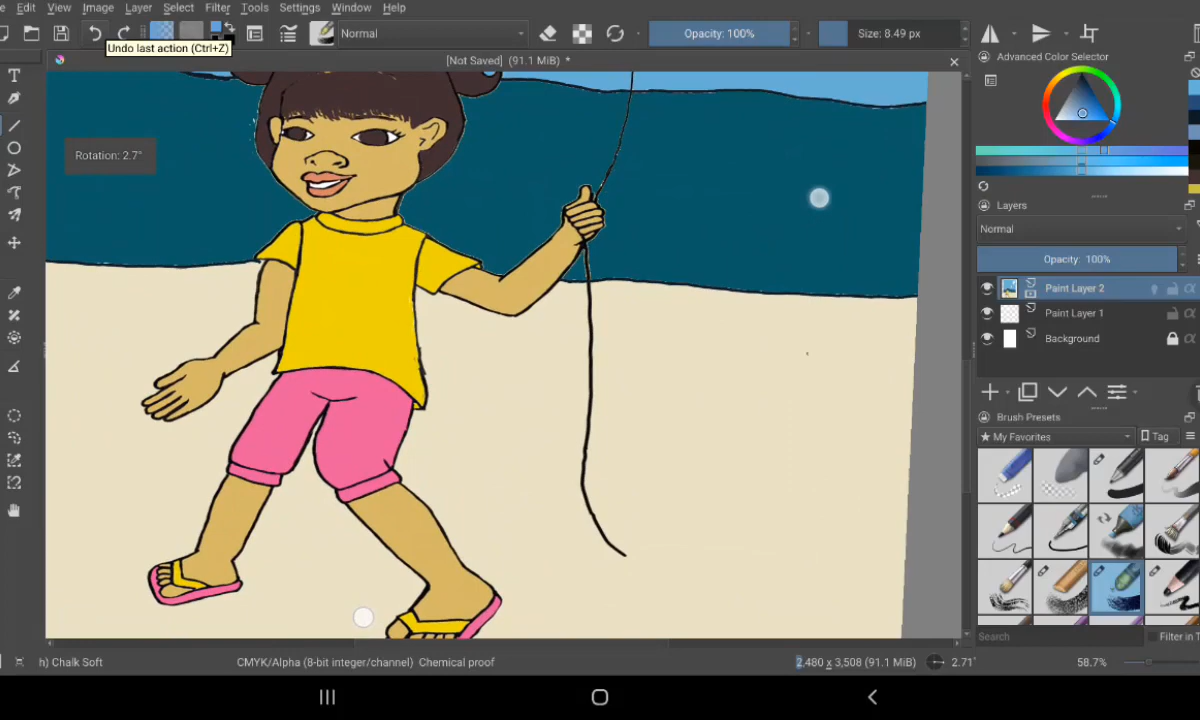 Edit View Image Layer Select Filter Tools Settings Window Help
Normal Opacity: 100% Size: 8.49 px
Undo last action (Ctrl+Z)
[Not Saved] (91.1 MiB) *
Advanced Color Selector
Rotation: 2.7°
Layers
Normal
Opacity: 100%
Paint Layer 2
Paint Layer 1
Background
Brush Presets
My Favorites Tag
Search Filter in T
h) Chalk Soft CMYK/Alpha (8-bit integer/channel) Chemical proof 2,480 x 3,508 (91.1 MiB) 2.71° 58.7%